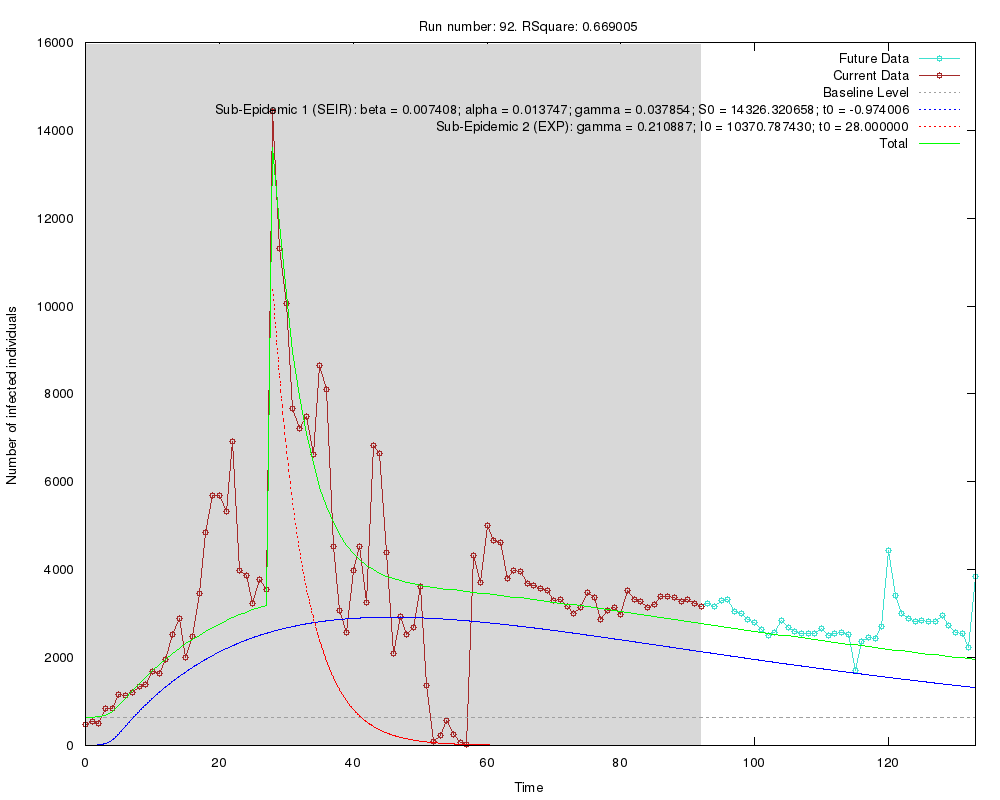 Run number: 92. RSquare: 0.669005
16000
14000
12000
10000
8000
6000
4000
2000
0
Number of infected individuals
Future Data
Current Data
Baseline Level
Sub-Epidemic 1 (SEIR): beta = 0.007408; alpha = 0.013747; gamma = 0.037854; S0 = 14326.320658; t0 = -0.974006
Sub-Epidemic 2 (EXP): gamma = 0.210887; I0 = 10370.787430; t0 = 28.000000
Total
0 20 40 60 80 100 120
Time